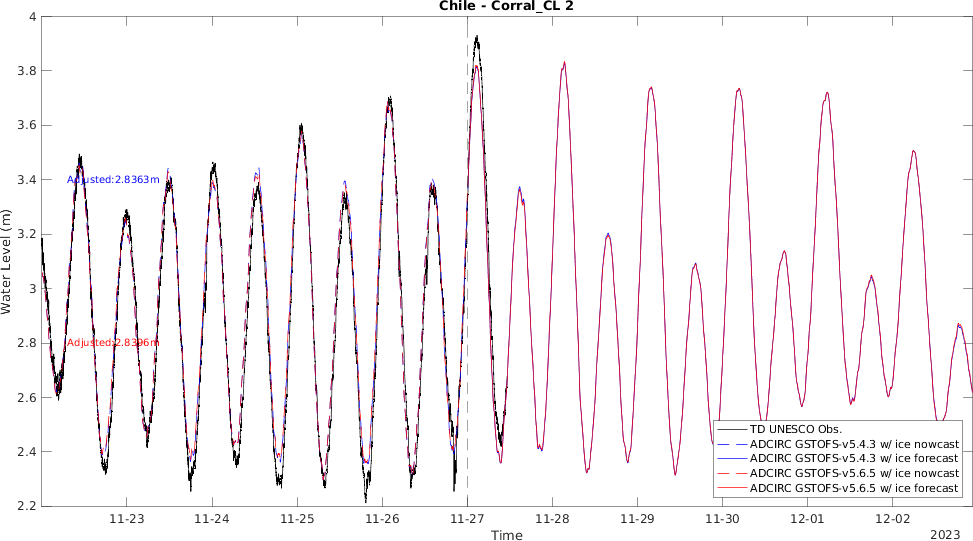 Chile - Corral_CL 2
Water Level (m)
4
3.8
3.6
3.4
3.2
3
2.8
2.6
2.4
2.2
Adjusted:2.8363m
Adjusted:2.8396m
TD UNESCO Obs.
ADCIRC GSTOFS-v5.4.3 w/ ice nowcast
ADCIRC GSTOFS-v5.4.3 w/ ice forecast
ADCIRC GSTOFS-v5.6.5 w/ ice nowcast
ADCIRC GSTOFS-v5.6.5 w/ ice forecast
11-23 11-24 11-25 11-26 11-27 11-28 11-29 11-30 12-01 12-02
Time
2023